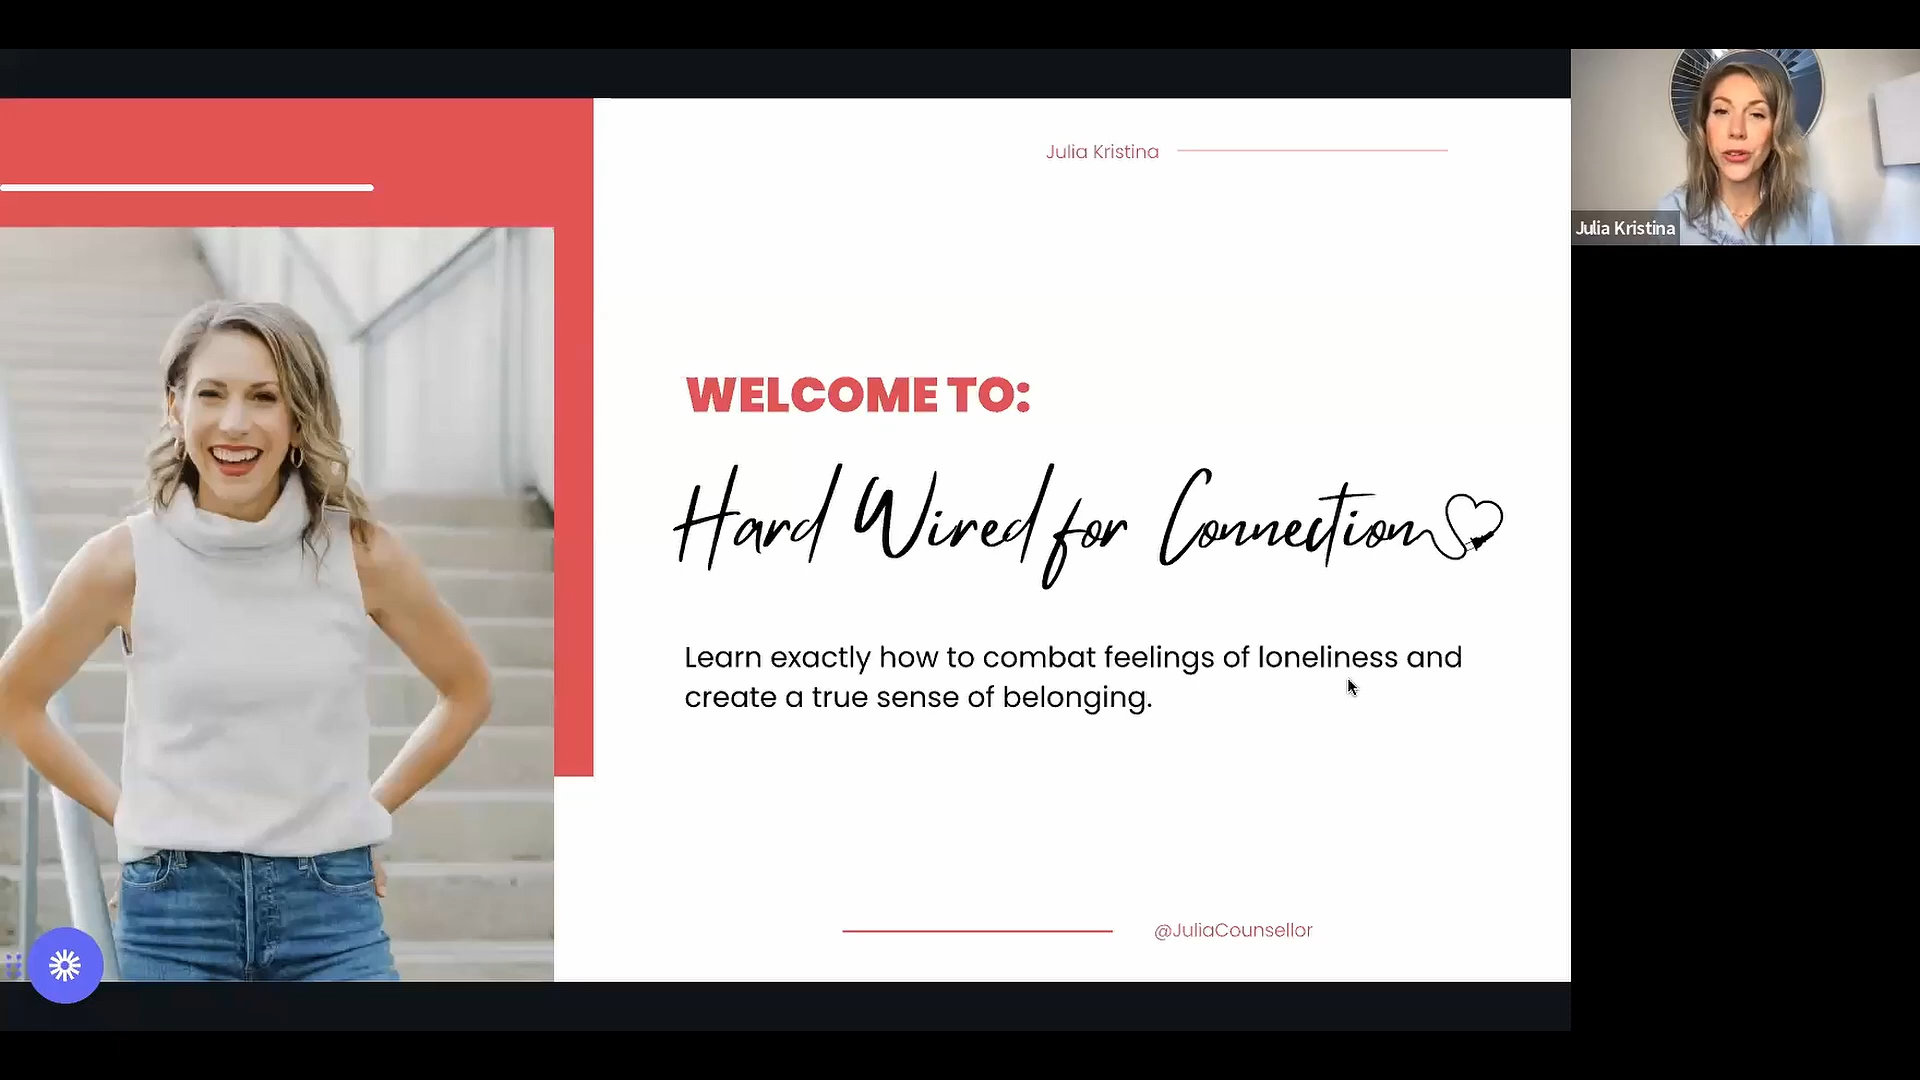 Julia Kristina
WELCOME TO:
Hard Wired for Connection
Learn exactly how to combat feelings of loneliness and
create a true sense of belonging.
@JuliaCounsellor
Julia Kristina